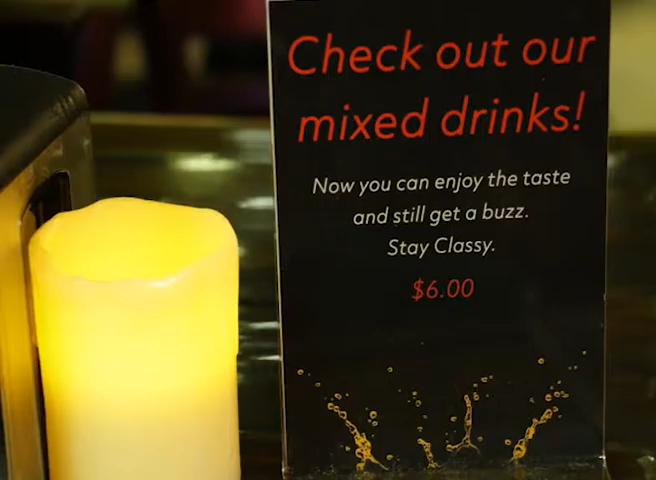 Check out our
mixed drinks!
Now you can enjoy the taste
and still get a buzz.
Stay Classy.
$6.00